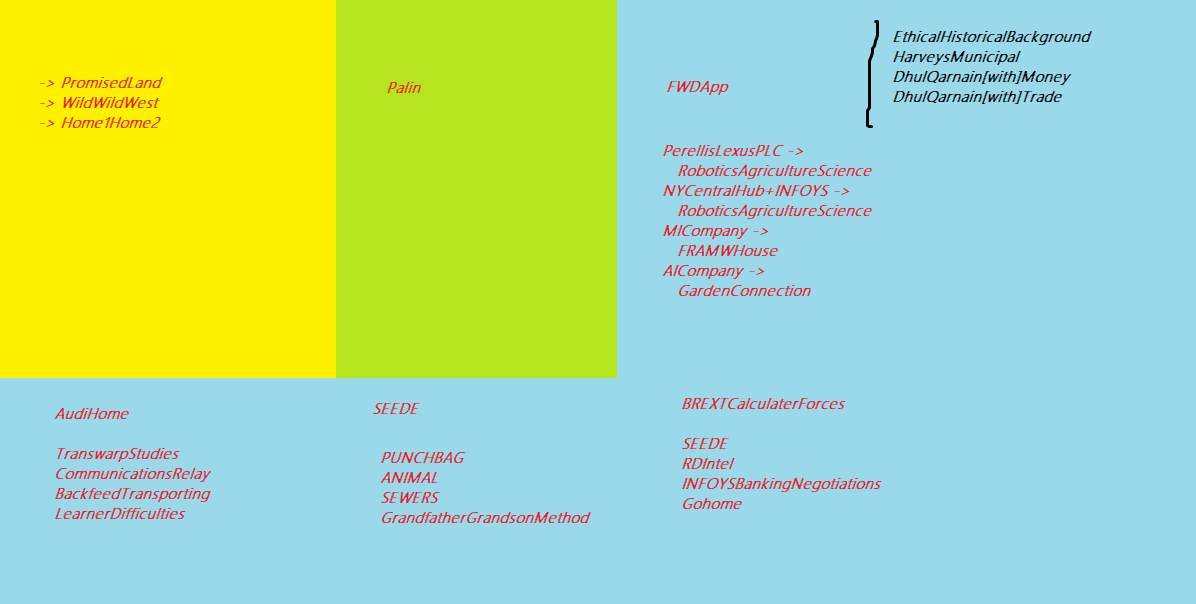 -> PromisedLand
-> WildWildWest
-> Home1Home2
Palin
FWDApp
EthicalHistoricalBackground
HarveysMunicipal
DhulQarnain[with]Money
DhulQarnain[with]Trade
PerellisLexusPLC ->
RoboticsAgricultureScience
NYCentralHub+INFOYS ->
RoboticsAgricultureScience
MICompany ->
FRAMWHouse
AICompany ->
GardenConnection
AudiHome
TranswarpStudies
CommunicationsRelay
BackfeedTransporting
LearnerDifficulties
SEEDE
PUNCHBAG
ANIMAL
SEWERS
GrandfatherGrandsonMethod
BREXTCalculaterForces
SEEDE
RDIntel
INFOYSBankingNegotiations
Gohome